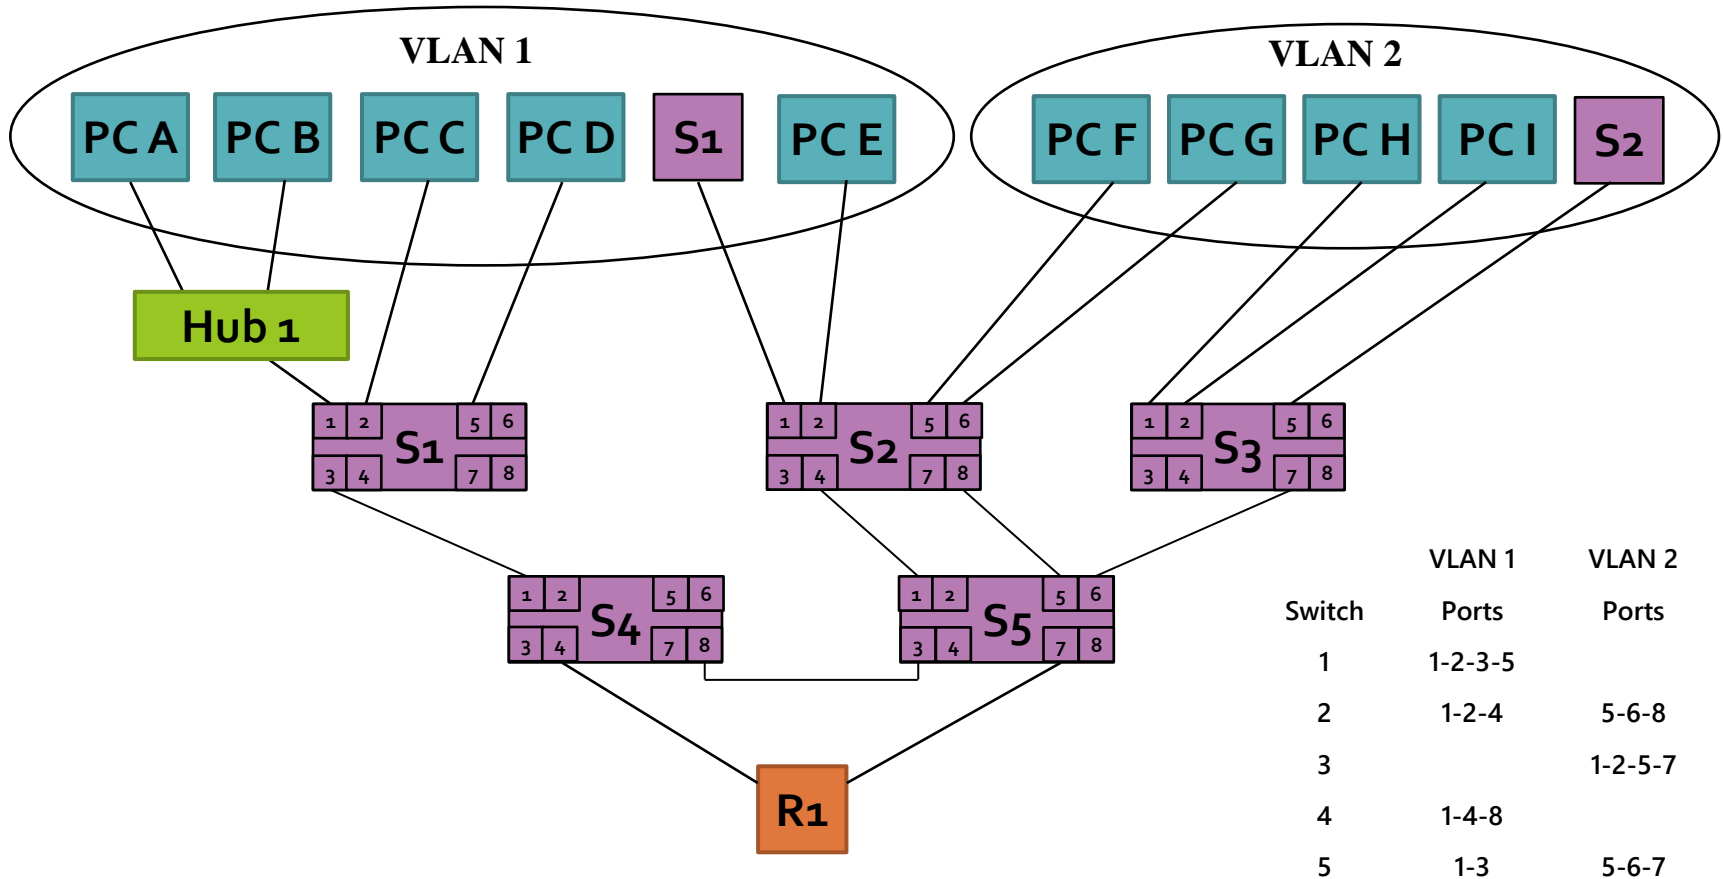 VLAN 1
VLAN 2
PC A PC B PC C PC D S1 PC E
PC F PC G PC H PC I S2
Hub 1
1 2 5 6
S1
3 4 7 8
1 2 5 6
S2
3 4 7 8
1 2 5 6
S3
3 4 7 8
1 2 5 6
S4
3 4 7 8
1 2 5 6
S5
3 4 7 8
R1
VLAN 1 VLAN 2
Switch Ports Ports
1 1-2-3-5
2 1-2-4 5-6-8
3 1-2-5-7
4 1-4-8
5 1-3 5-6-7